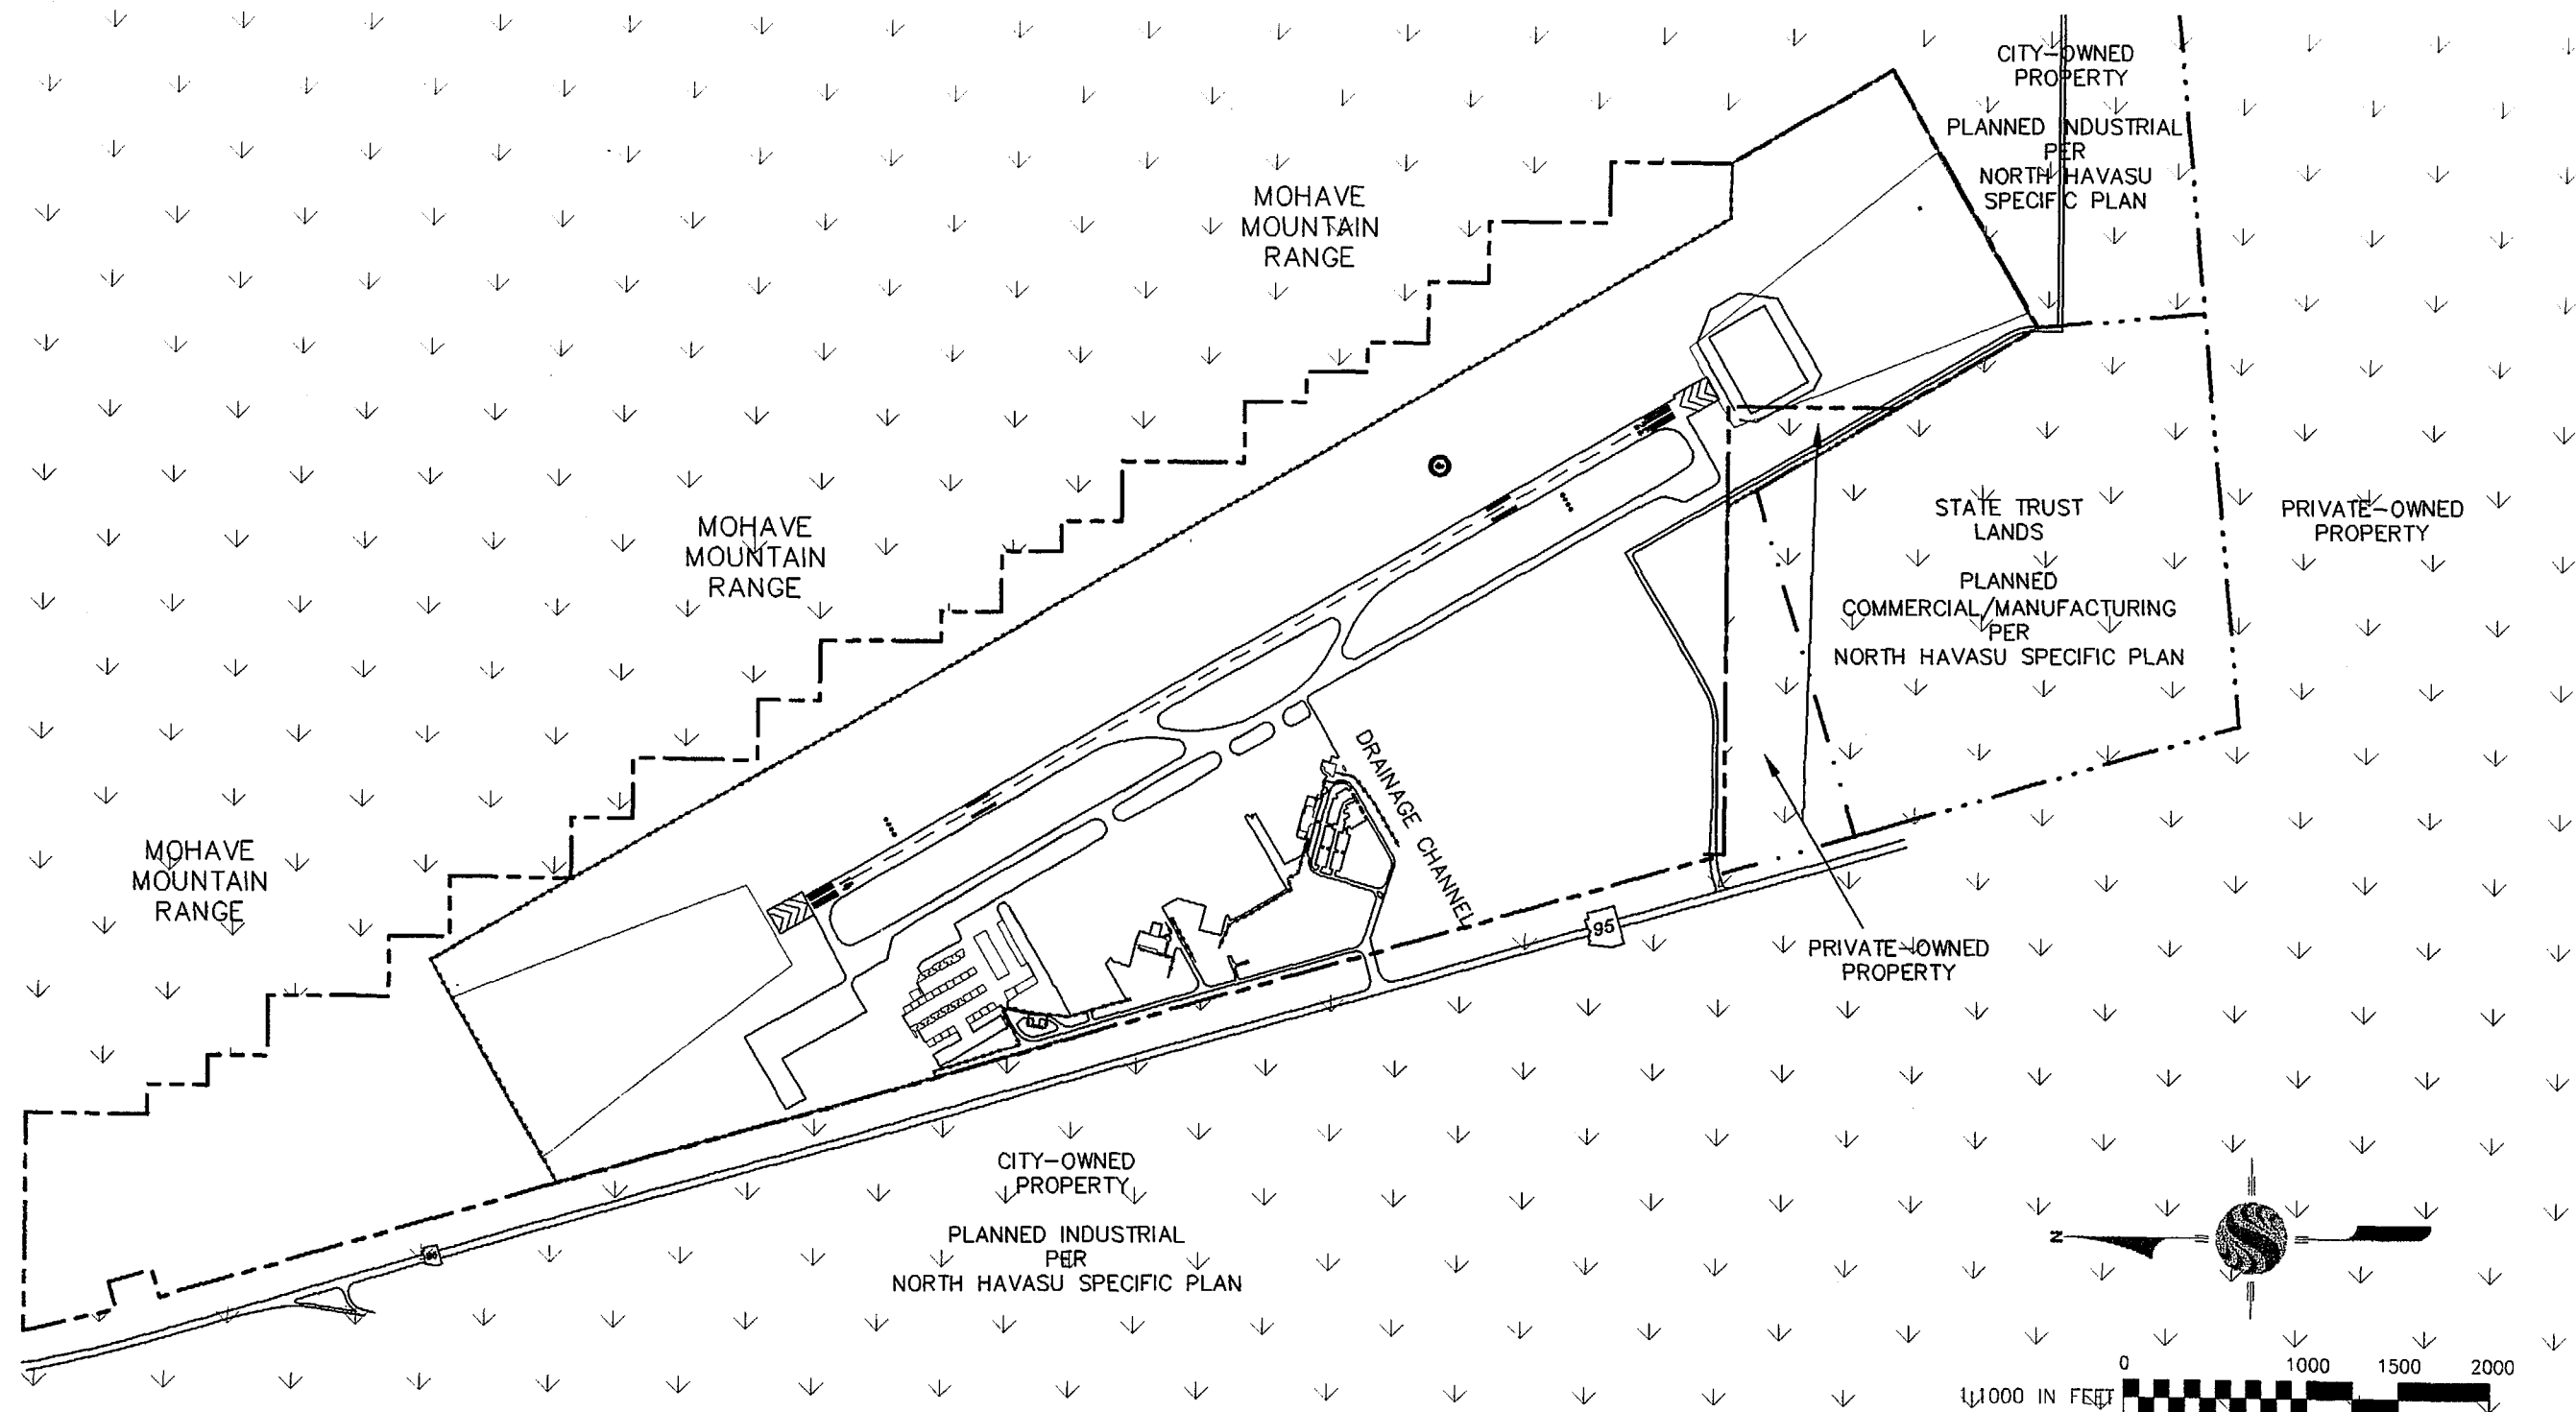 CITY-OWNED
PROPERTY
PLANNED INDUSTRIAL
PER
NORTH HAVASU
SPECIFIC PLAN
MOHAVE
MOUNTAIN
RANGE
MOHAVE
MOUNTAIN
RANGE
STATE TRUST
LANDS
PLANNED
COMMERCIAL/MANUFACTURING
PER
NORTH HAVASU SPECIFIC PLAN
PRIVATE-OWNED
PROPERTY
MOHAVE
MOUNTAIN
RANGE
DRAINAGE CHANNEL
95
PRIVATE-OWNED
PROPERTY
CITY-OWNED
PROPERTY
PLANNED INDUSTRIAL
PER
NORTH HAVASU SPECIFIC PLAN
N
0 1000 1500 2000
1:1000 IN FEET